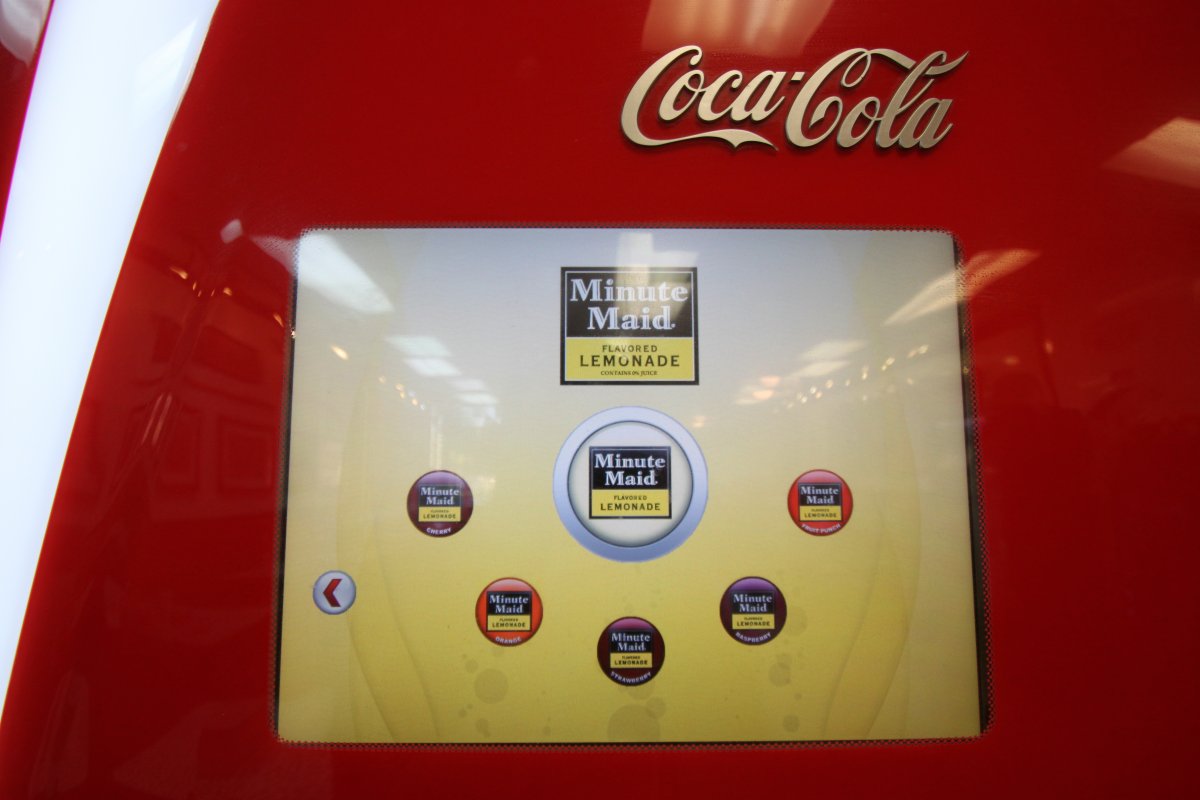 Coca-Cola
Minute
Maid
FLAVORED
LEMONADE
CONTAINS 0% JUICE
Minute
Maid
FLAVORED
LEMONADE
Minute
Maid
FLAVORED
LEMONADE
CHERRY
Minute
Maid
FLAVORED
LEMONADE
FRUIT PUNCH
Minute
Maid
FLAVORED
LEMONADE
ORANGE
Minute
Maid
FLAVORED
LEMONADE
RASPBERRY
Minute
Maid
FLAVORED
LEMONADE
STRAWBERRY